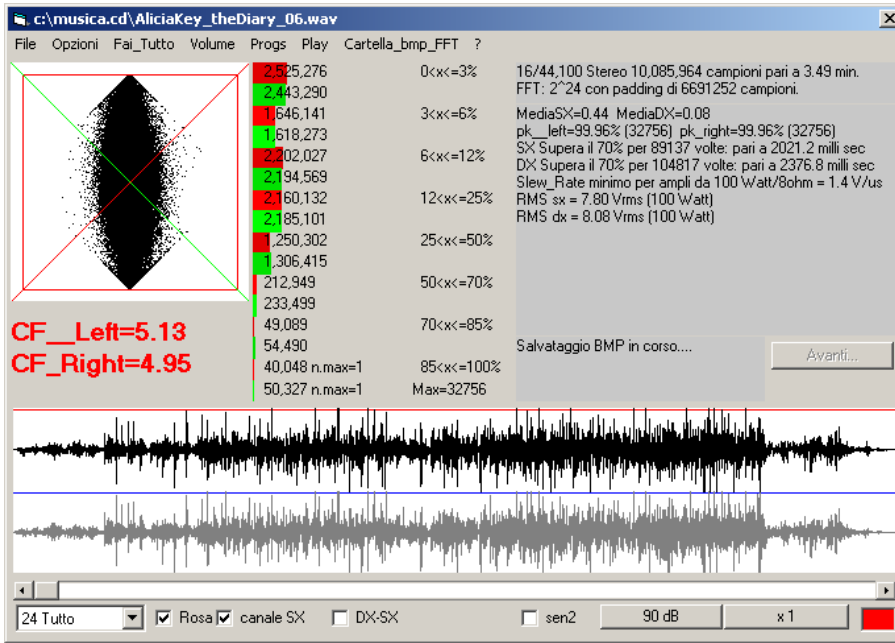 c:\musica.cd\AliciaKey_theDiary_06.wav
File Opzioni Fai_Tutto Volume Progs Play Cartella_bmp_FFT ?
2,525,276 0<x<=3%
2,443,290
1,646,141 3<x<=6%
1,618,273
2,202,027 6<x<=12%
2,194,569
2,160,132 12<x<=25%
2,185,101
1,250,302 25<x<=50%
1,306,415
212,949 50<x<=70%
233,499
49,089 70<x<=85%
54,490
40,048 n.max=1 85<x<=100%
50,327 n.max=1 Max=32756
16/44,100 Stereo 10,085,964 campioni pari a 3.49 min.
FFT: 2^24 con padding di 6691252 campioni.
MediaSX=0.44 MediaDX=0.08
pk__left=99.96% (32756) pk_right=99.96% (32756)
SX Supera il 70% per 89137 volte: pari a 2021.2 milli sec
DX Supera il 70% per 104817 volte: pari a 2376.8 milli sec
Slew_Rate minimo per ampli da 100 Watt/8ohm = 1.4 V/us
RMS sx = 7.80 Vrms (100 Watt)
RMS dx = 8.08 Vrms (100 Watt)
CF__Left=5.13
CF_Right=4.95
Salvataggio BMP in corso....
Avanti...
24 Tutto Rosa canale SX DX-SX sen2 90 dB x 1